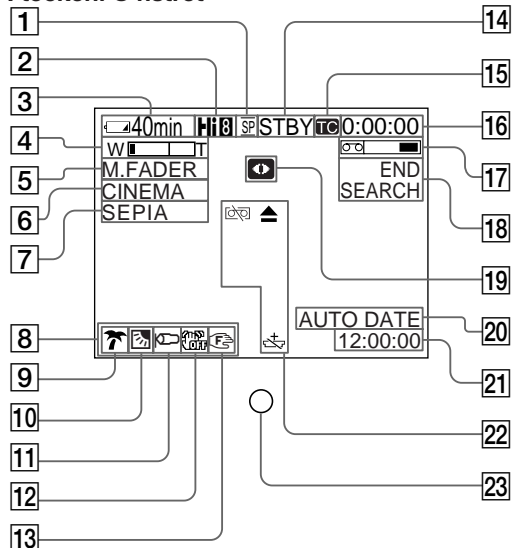 1
2
3
4
5
6
7
8
9
10
11
12
13
14
15
16
17
18
19
20
21
22
23
40min Hi8 SP STBY TC 0:00:00
W T
M.FADER
CINEMA
SEPIA
END
SEARCH
OFF F
AUTO DATE
12:00:00